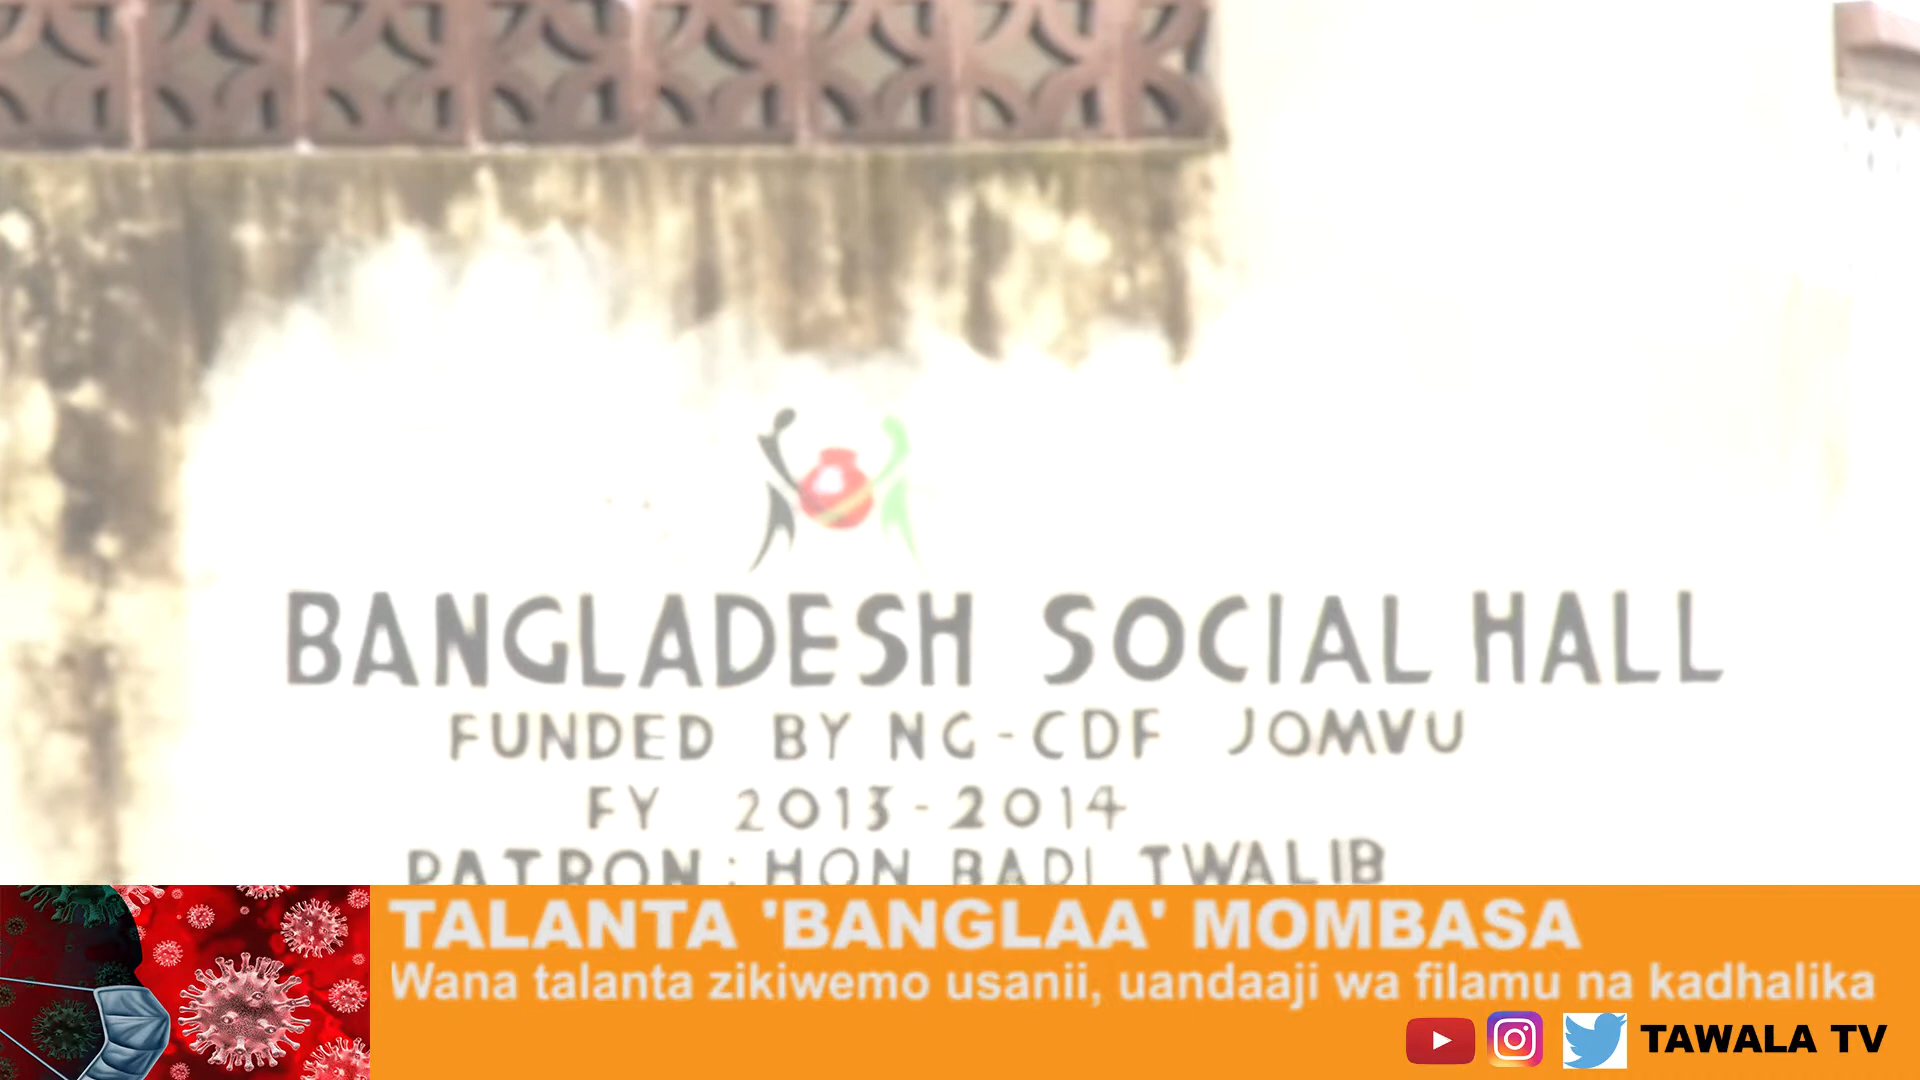 BANGLADESH SOCIAL HALL
FUNDED BY NG-CDF JOMVU
FY 2013-2014
PATRON: HON BADI TWALIB
TALANTA 'BANGLAA' MOMBASA
Wana talanta zikiwemo usanii, uandaaji wa filamu na kadhalika
TAWALA TV